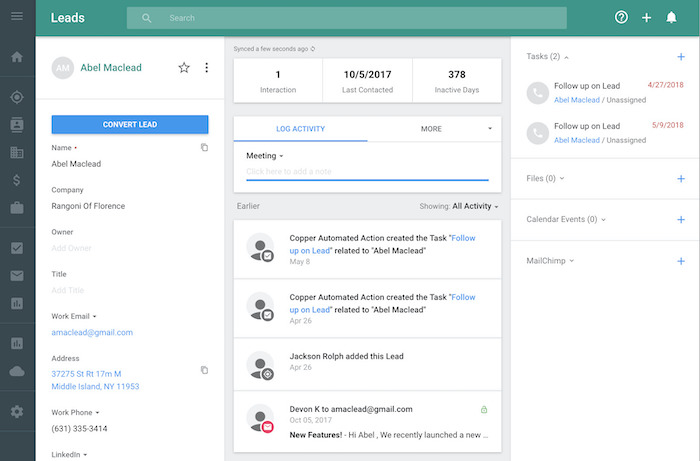 Leads
Search
AM
Abel Maclead
CONVERT LEAD
Name
Abel Maclead
Company
Rangoni Of Florence
Owner
Add Owner
Title
Add Title
Work Email
amaclead@gmail.com
Address
37275 St Rt 17m M
Middle Island, NY 11953
Work Phone
(631) 335-3414
LinkedIn
Synced a few seconds ago
1
Interaction
10/5/2017
Last Contacted
378
Inactive Days
LOG ACTIVITY
MORE
Meeting
Click here to add a note
Earlier
Showing: All Activity
Copper Automated Action created the Task "Follow
up on Lead" related to "Abel Maclead"
May 8
Copper Automated Action created the Task "Follow
up on Lead" related to "Abel Maclead"
Apr 26
Jackson Rolph added this Lead
Apr 26
Devon K to amaclead@gmail.com
Oct 05, 2017
New Features! - Hi Abel , We recently launched a new ...
Tasks (2)
Follow up on Lead 4/27/2018
Abel Maclead / Unassigned
Follow up on Lead 5/9/2018
Abel Maclead / Unassigned
Files (0)
Calendar Events (0)
MailChimp